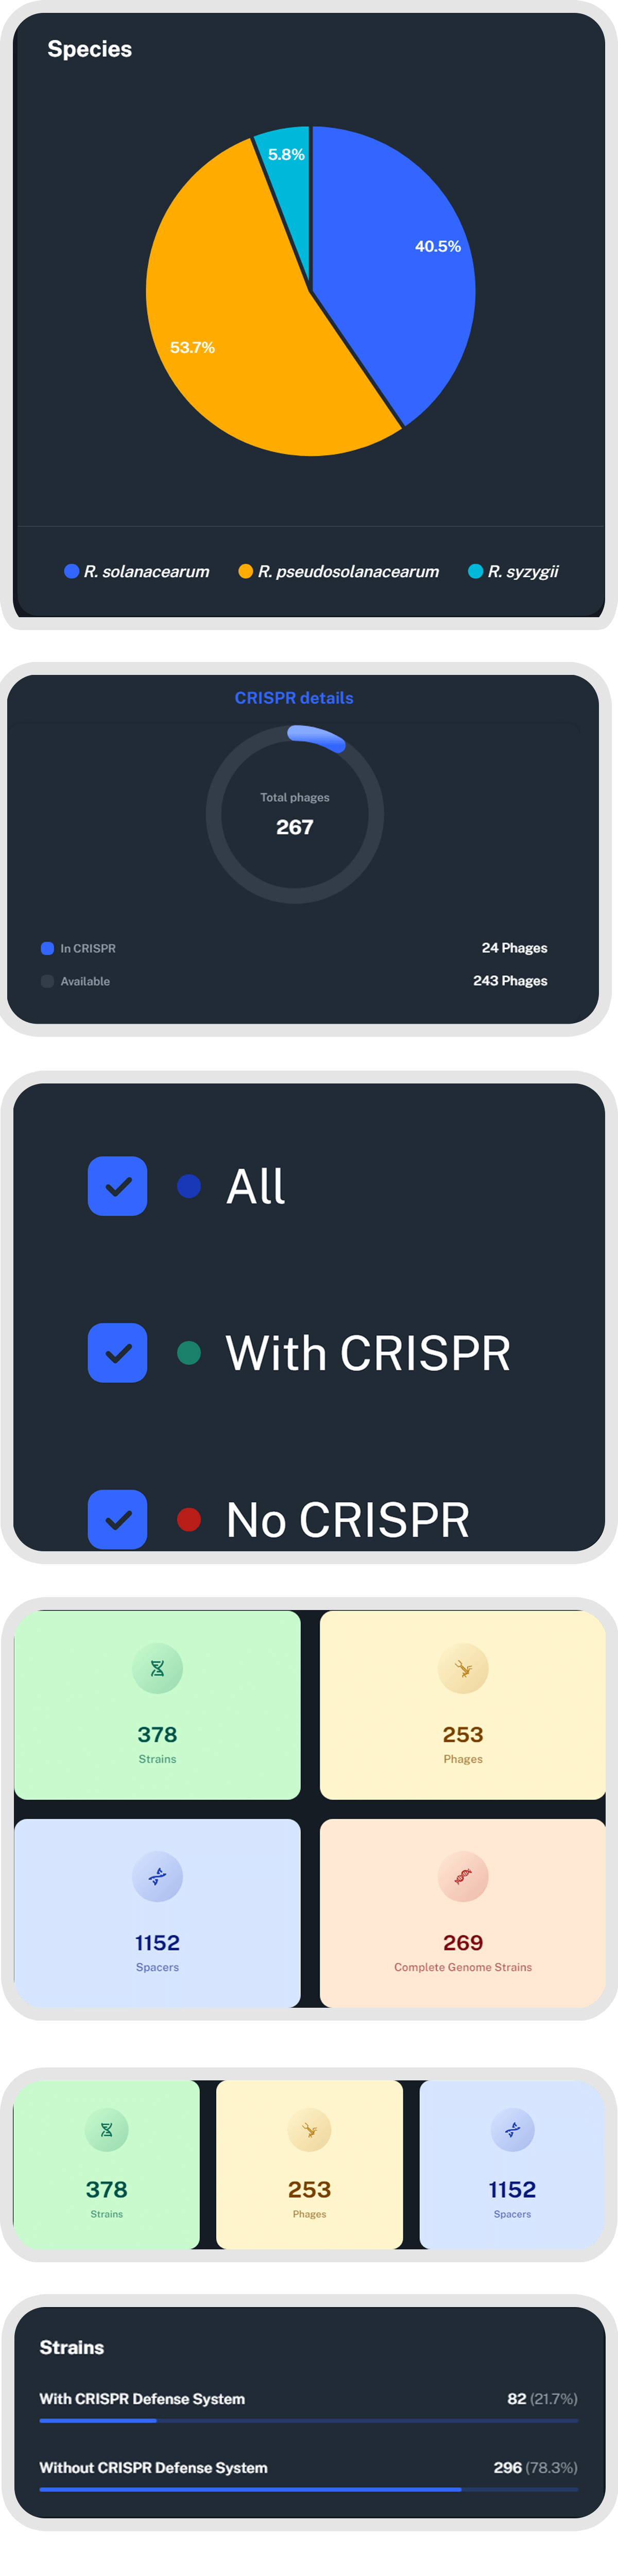 Species
5.8%
40.5%
53.7%
R. solanacearum R. pseudosolanacearum R. syzygii
CRISPR details
Total phages
267
In CRISPR 24 Phages
Available 243 Phages
All
With CRISPR
No CRISPR
378 253
Strains Phages
1152 269
Spacers Complete Genome Strains
378 253 1152
Strains Phages Spacers
Strains
With CRISPR Defense System 82 (21.7%)
Without CRISPR Defense System 296 (78.3%)